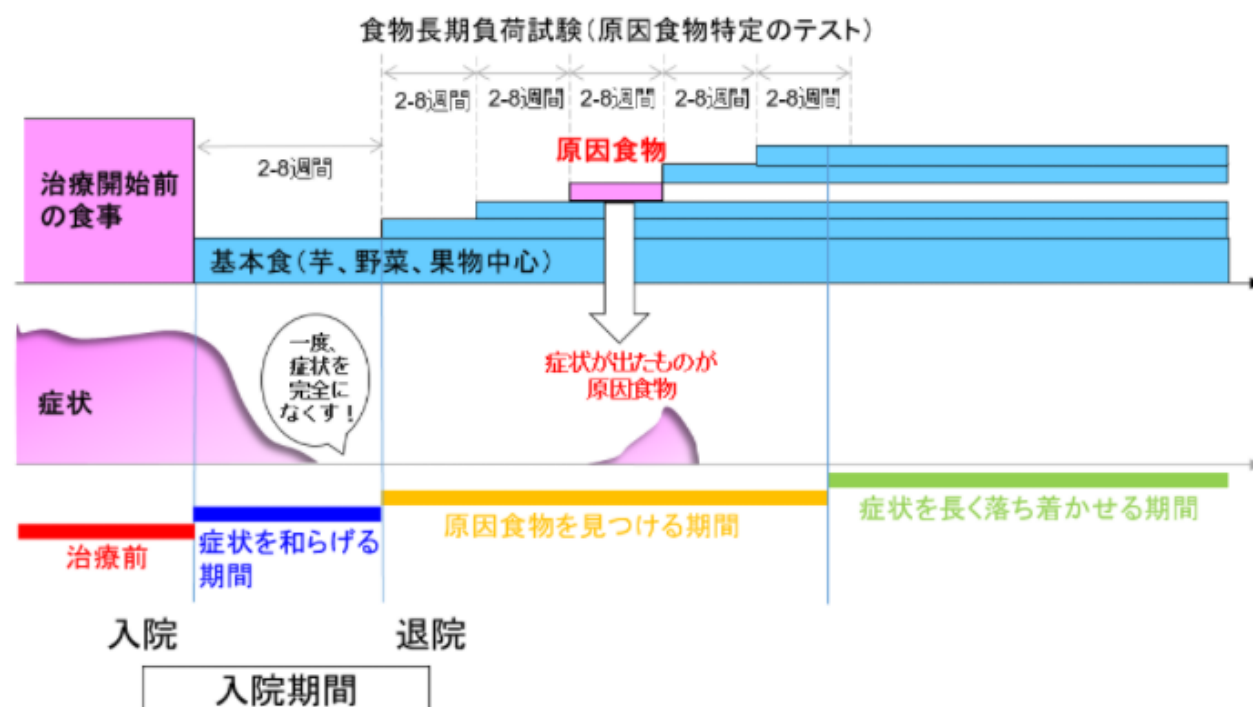 食物長期負荷試験(原因食物特定のテスト)
2-8週間 2-8週間 2-8週間 2-8週間 2-8週間
2-8週間
原因食物
治療開始前
の食事
基本食(芋、野菜、果物中心)
一度、
症状を
完全に
なくす！
症状が出たものが
原因食物
症状
治療前
症状を和らげる
期間
原因食物を見つける期間
症状を長く落ち着かせる期間
入院
退院
入院期間